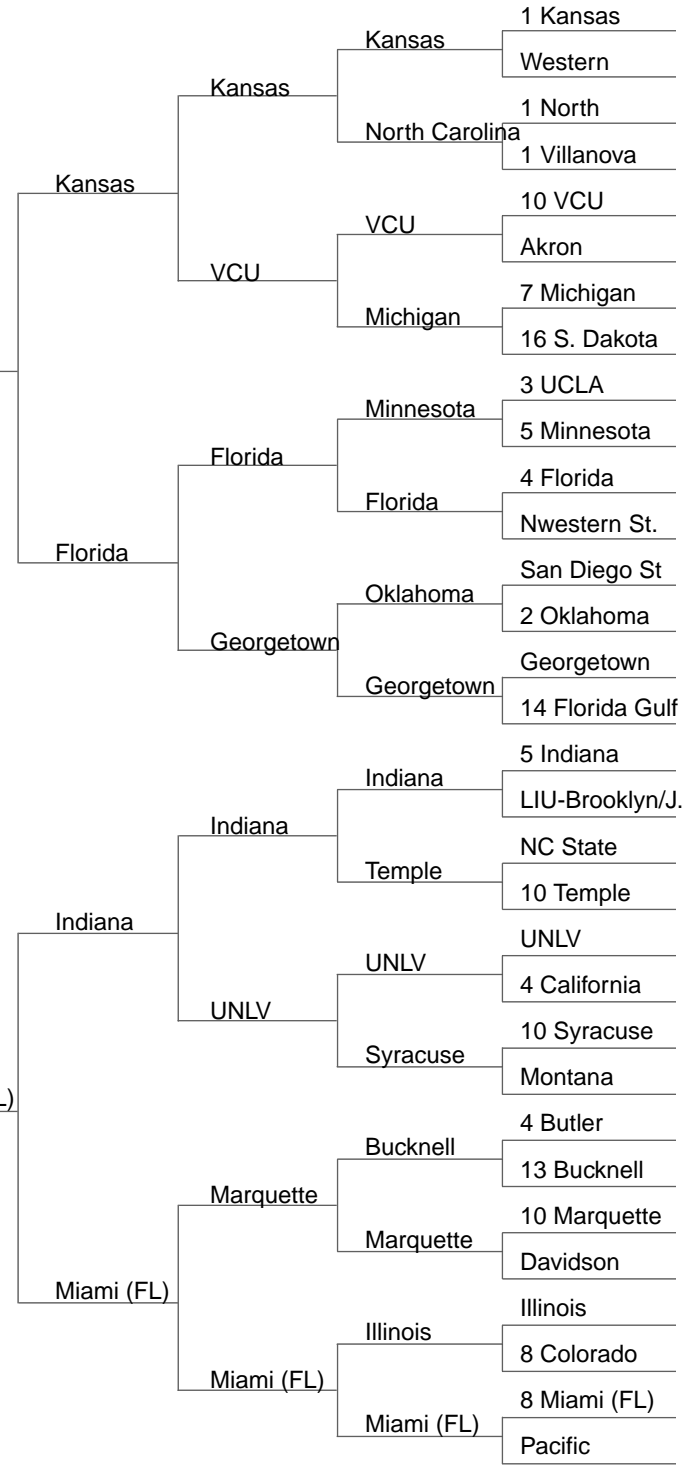 1 Kansas
Kansas
Western
Kansas
1 North
North Carolina
1 Villanova
Kansas
10 VCU
VCU
Akron
VCU
7 Michigan
Michigan
16 S. Dakota
3 UCLA
Minnesota
5 Minnesota
Florida
4 Florida
Florida
Nwestern St.
Florida
San Diego St
Oklahoma
2 Oklahoma
Georgetown
Georgetown
Georgetown
14 Florida Gulf
5 Indiana
Indiana
LIU-Brooklyn/J.
Indiana
NC State
Temple
10 Temple
Indiana
UNLV
UNLV
4 California
UNLV
10 Syracuse
Syracuse
Montana
L)
4 Butler
Bucknell
13 Bucknell
Marquette
10 Marquette
Marquette
Davidson
Miami (FL)
Illinois
Illinois
8 Colorado
Miami (FL)
8 Miami (FL)
Miami (FL)
Pacific